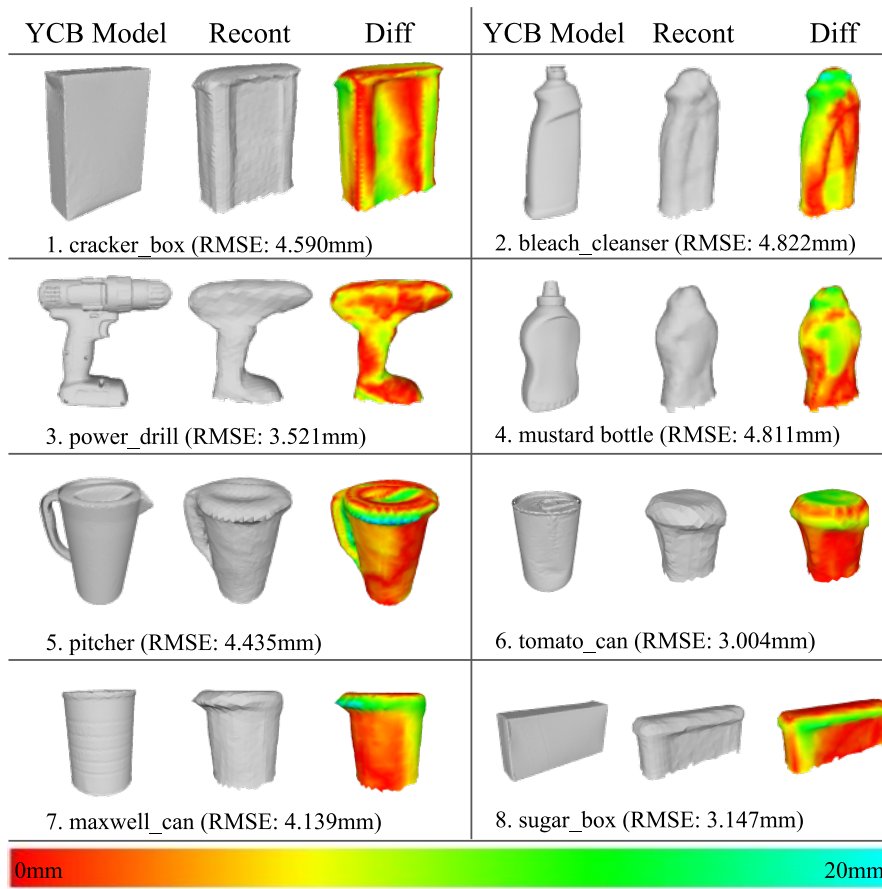 YCB Model Recont Diff YCB Model Recont Diff
1. cracker_box (RMSE: 4.590mm)
2. bleach_cleanser (RMSE: 4.822mm)
3. power_drill (RMSE: 3.521mm)
4. mustard bottle (RMSE: 4.811mm)
5. pitcher (RMSE: 4.435mm)
6. tomato_can (RMSE: 3.004mm)
7. maxwell_can (RMSE: 4.139mm)
8. sugar_box (RMSE: 3.147mm)
0mm 20mm